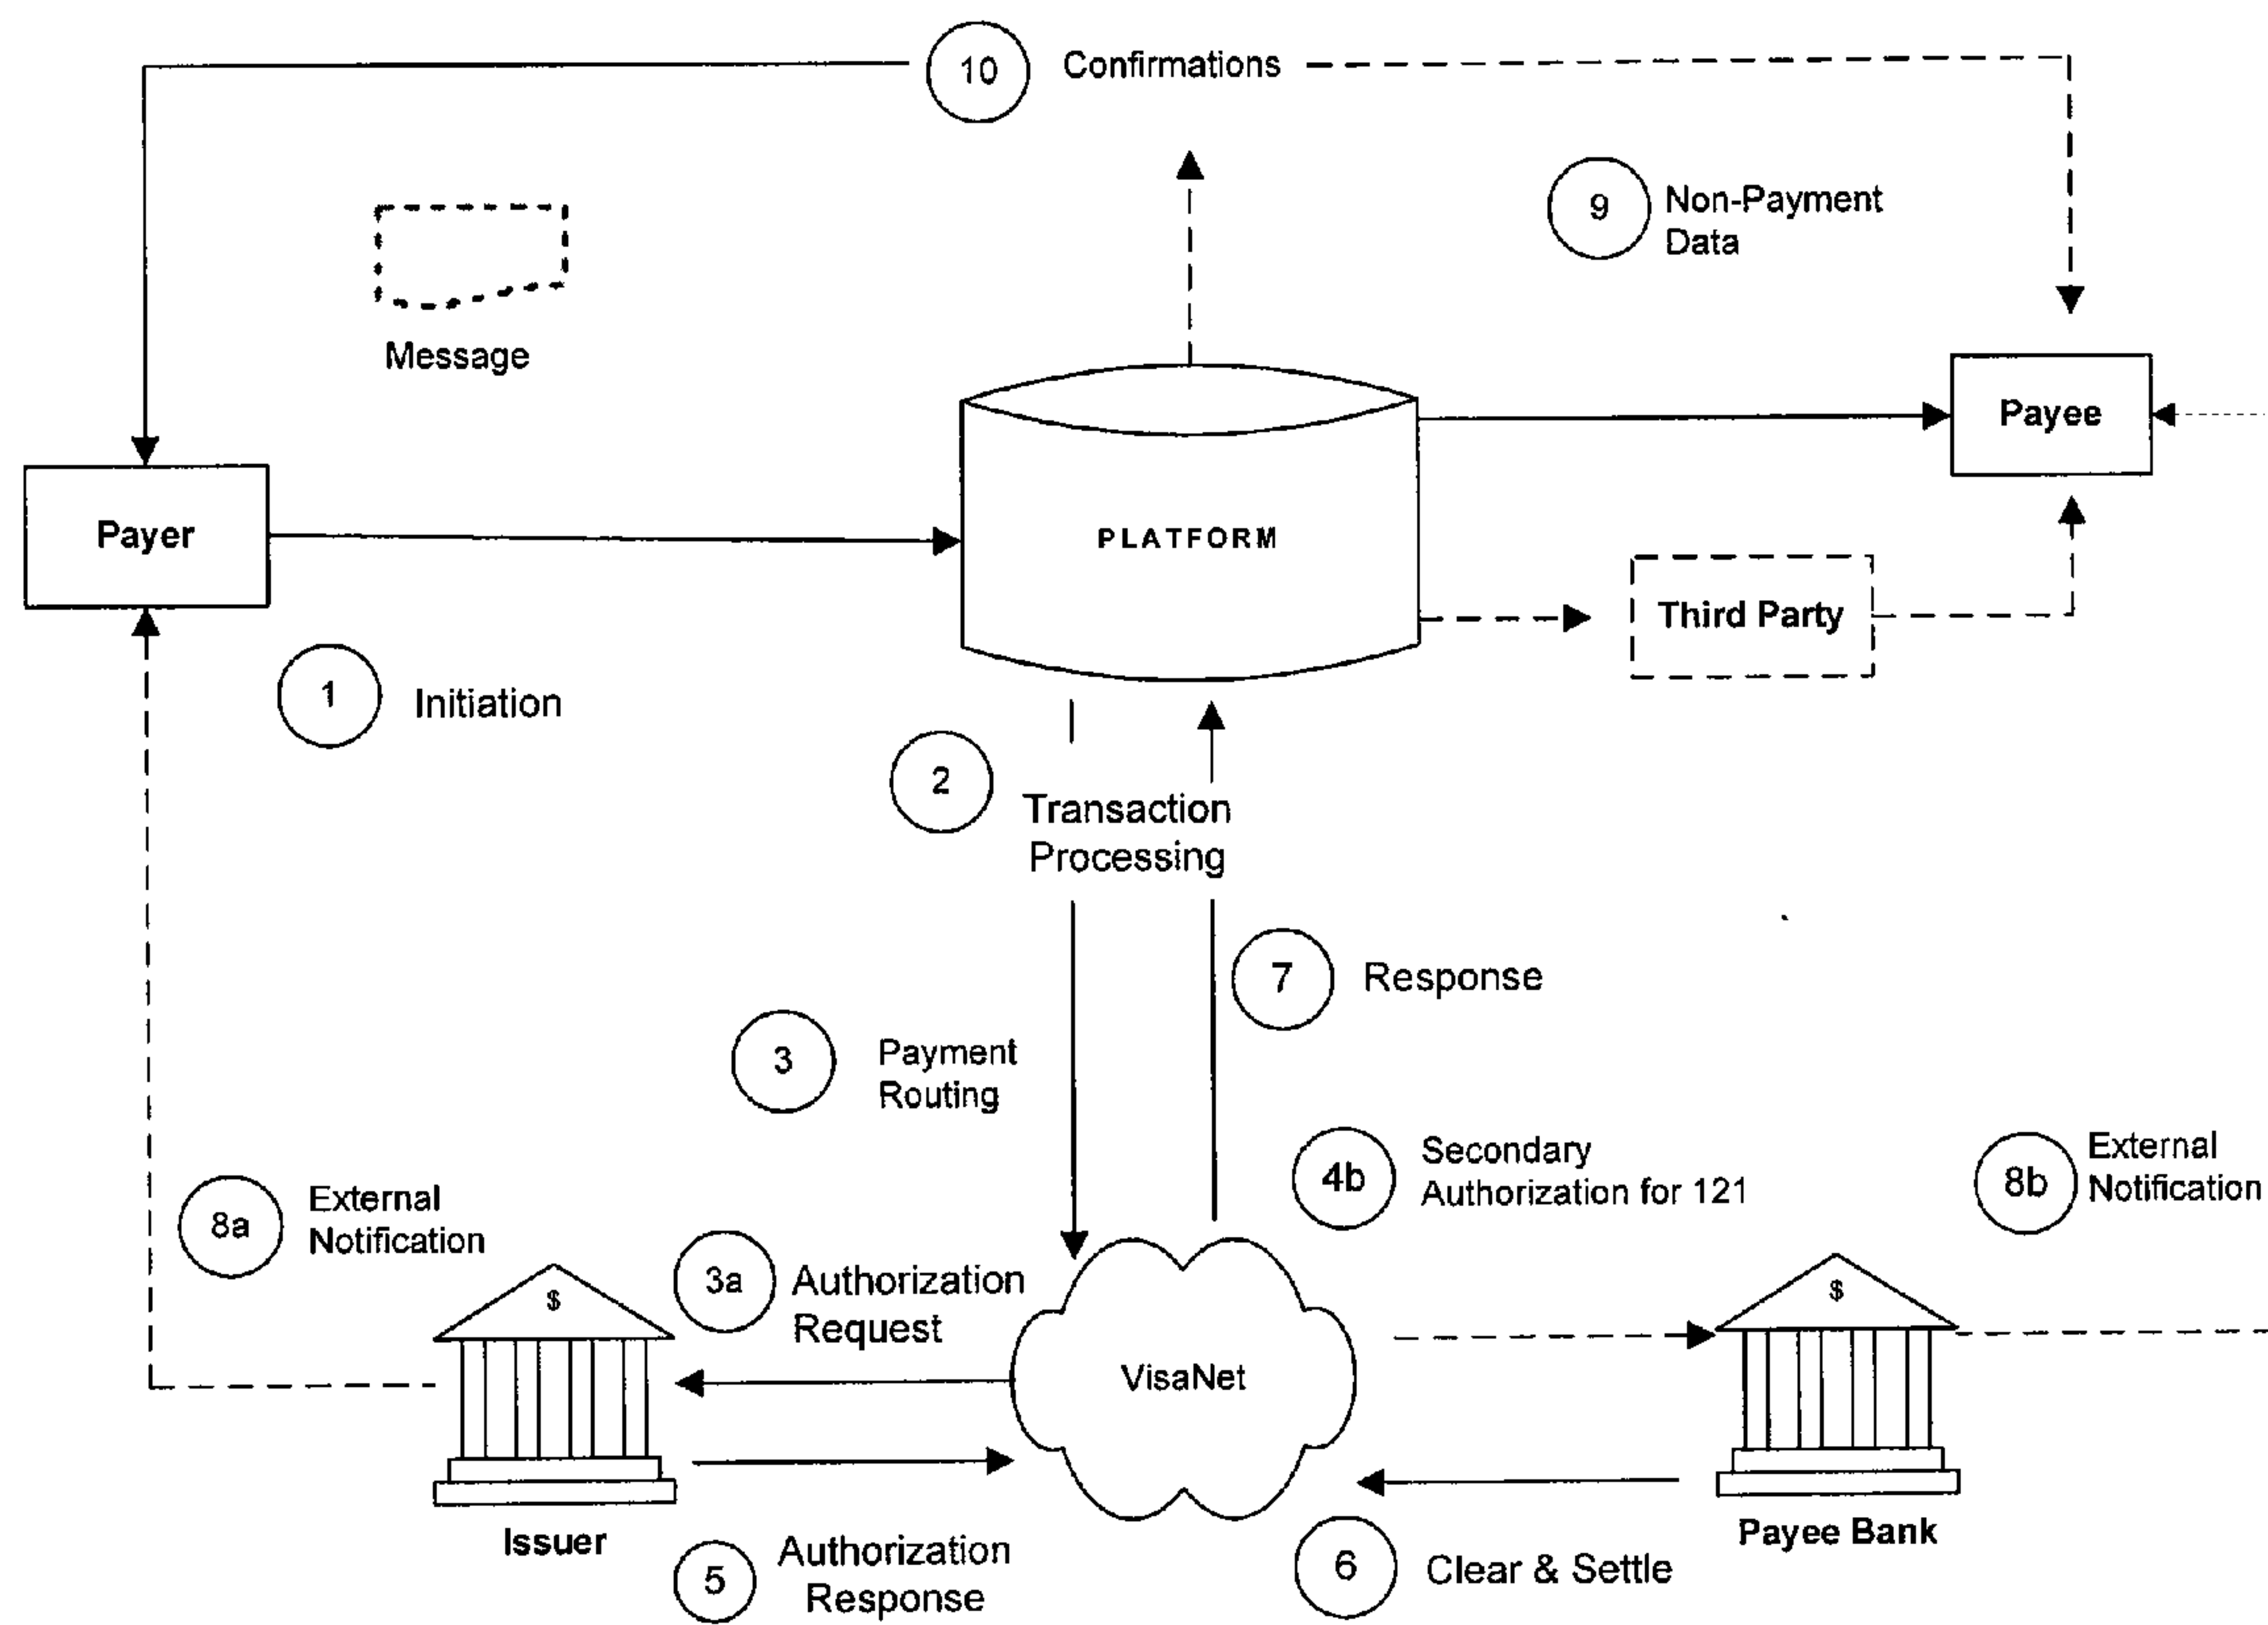 10 Confirmations
9 Non-Payment
Data
Message
Payee
Payer
PLATFORM
Third Party
1 Initiation
2
Transaction
Processing
7 Response
3 Payment
Routing
4b Secondary
Authorization for 121
8b External
Notification
8a External
Notification
3a Authorization
Request
$
$
VisaNet
Issuer
Payee Bank
5 Authorization
Response
6 Clear & Settle